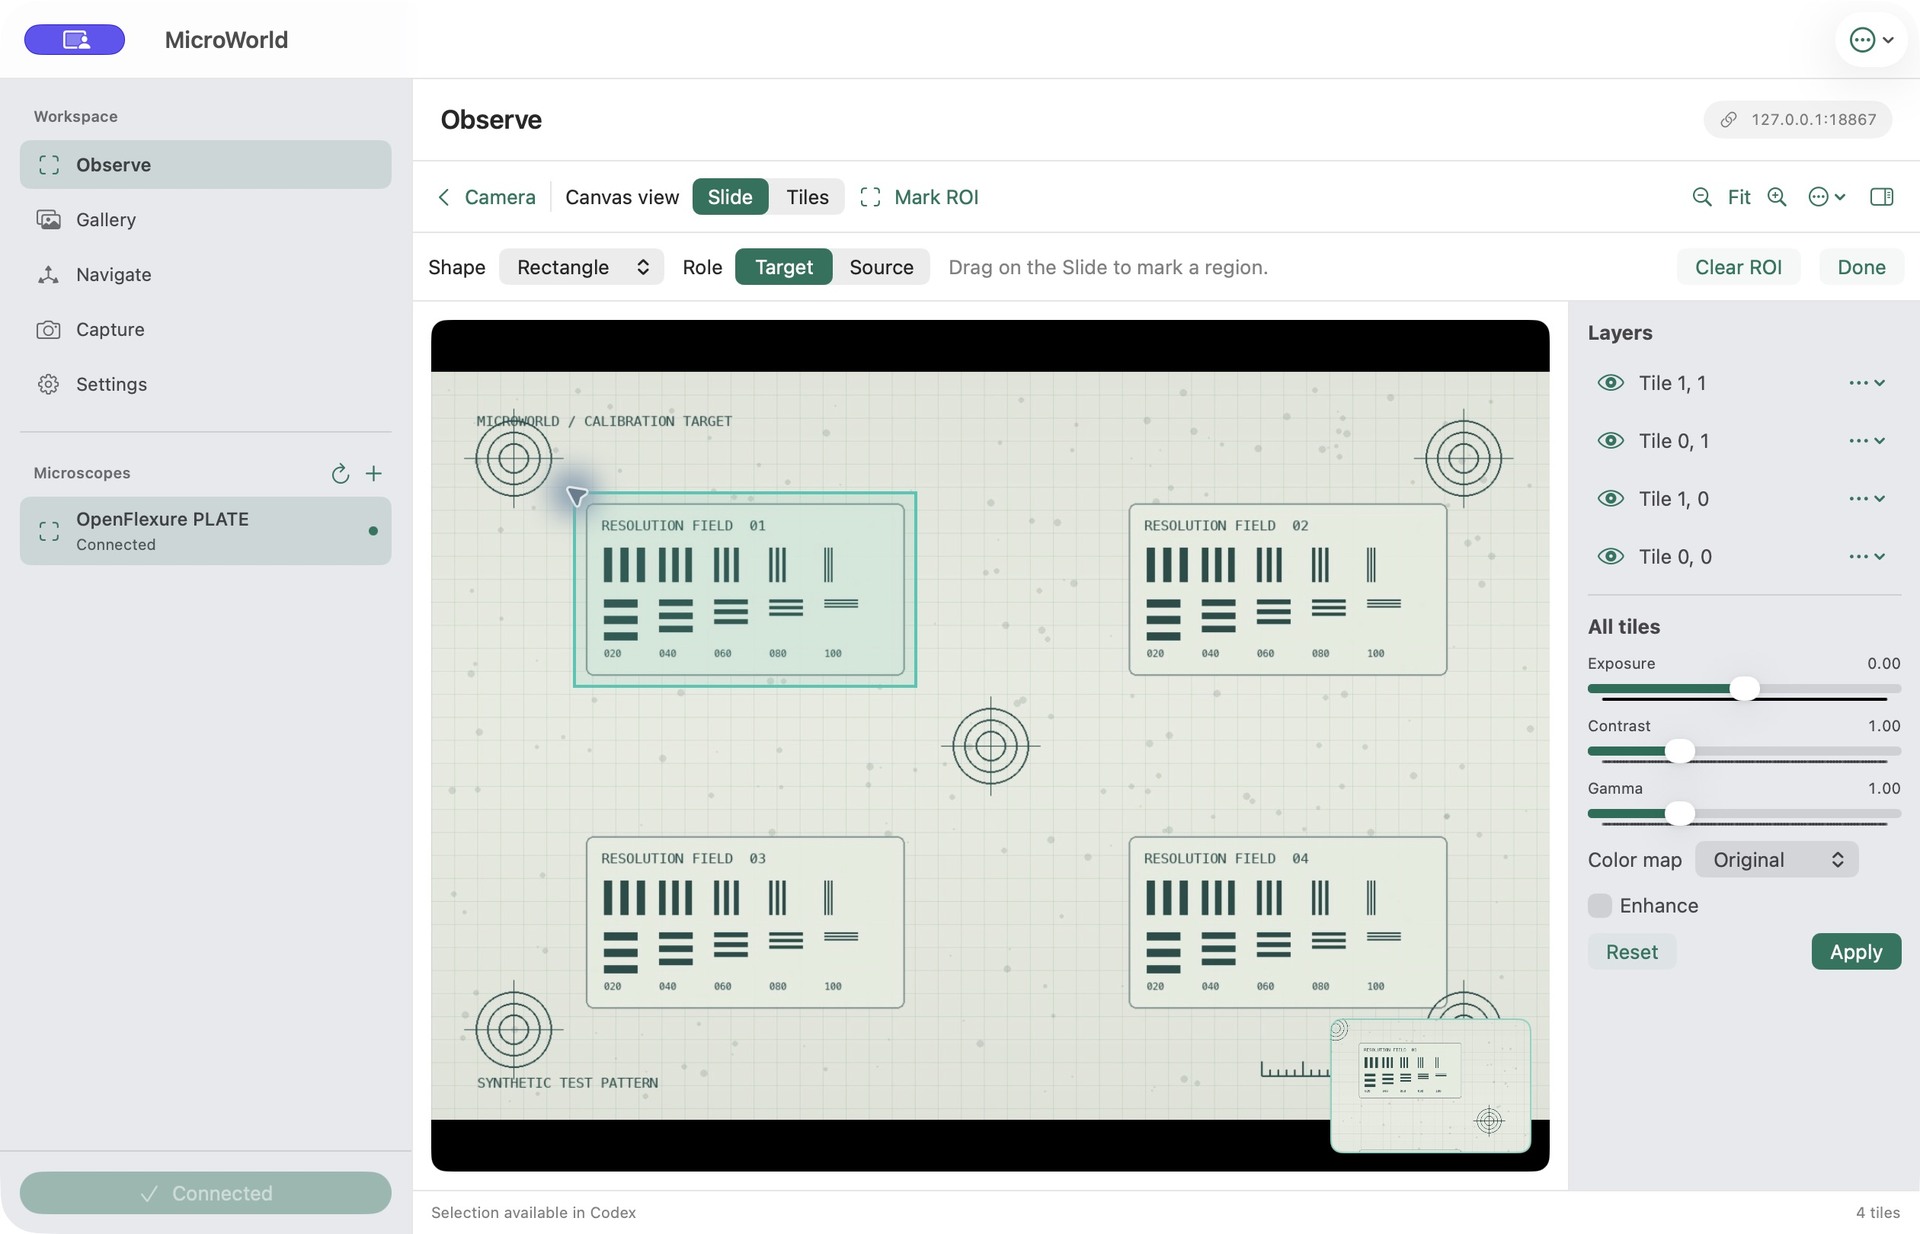 MicroWorld
Workspace
Observe
Gallery
Navigate
Capture
Settings
Microscopes
OpenFlexure PLATE
Connected
Connected
Observe
127.0.0.1:18867
Camera
Canvas view
Slide
Tiles
Mark ROI
Fit
Shape
Rectangle
Role
Target
Source
Drag on the Slide to mark a region.
Clear ROI
Done
MICROWORLD / CALIBRATION TARGET
RESOLUTION FIELD 01
020 040 060 080 100
RESOLUTION FIELD 02
020 040 060 080 100
RESOLUTION FIELD 03
020 040 060 080 100
RESOLUTION FIELD 04
020 040 060 080 100
SYNTHETIC TEST PATTERN
Layers
Tile 1, 1
Tile 0, 1
Tile 1, 0
Tile 0, 0
All tiles
Exposure 0.00
Contrast 1.00
Gamma 1.00
Color map Original
Enhance
Reset
Apply
Selection available in Codex
4 tiles